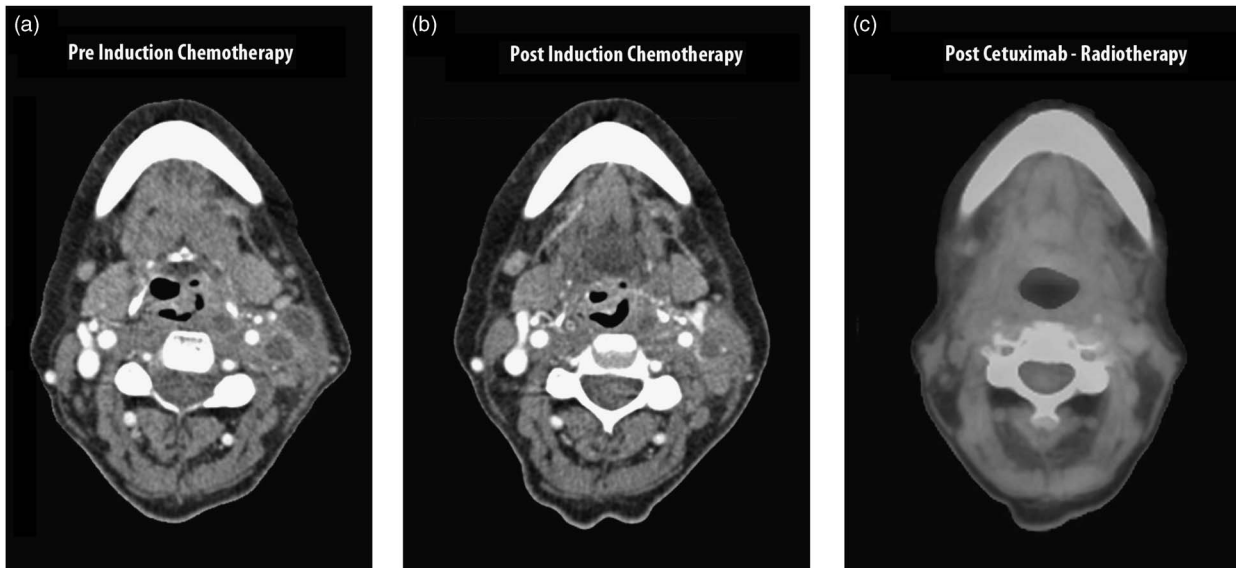 (a)
Pre Induction Chemotherapy
(b)
Post Induction Chemotherapy
(c)
Post Cetuximab - Radiotherapy